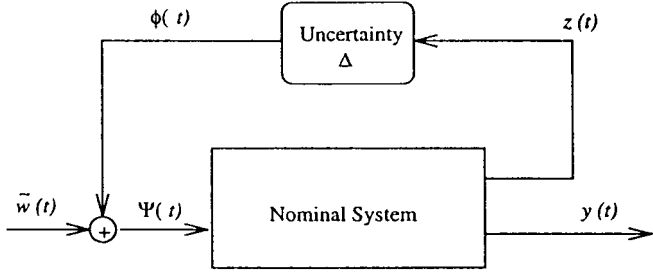 ϕ( t)
Uncertainty
Δ
z(t)
w̃(t)
+
Ψ( t)
Nominal System
y(t)